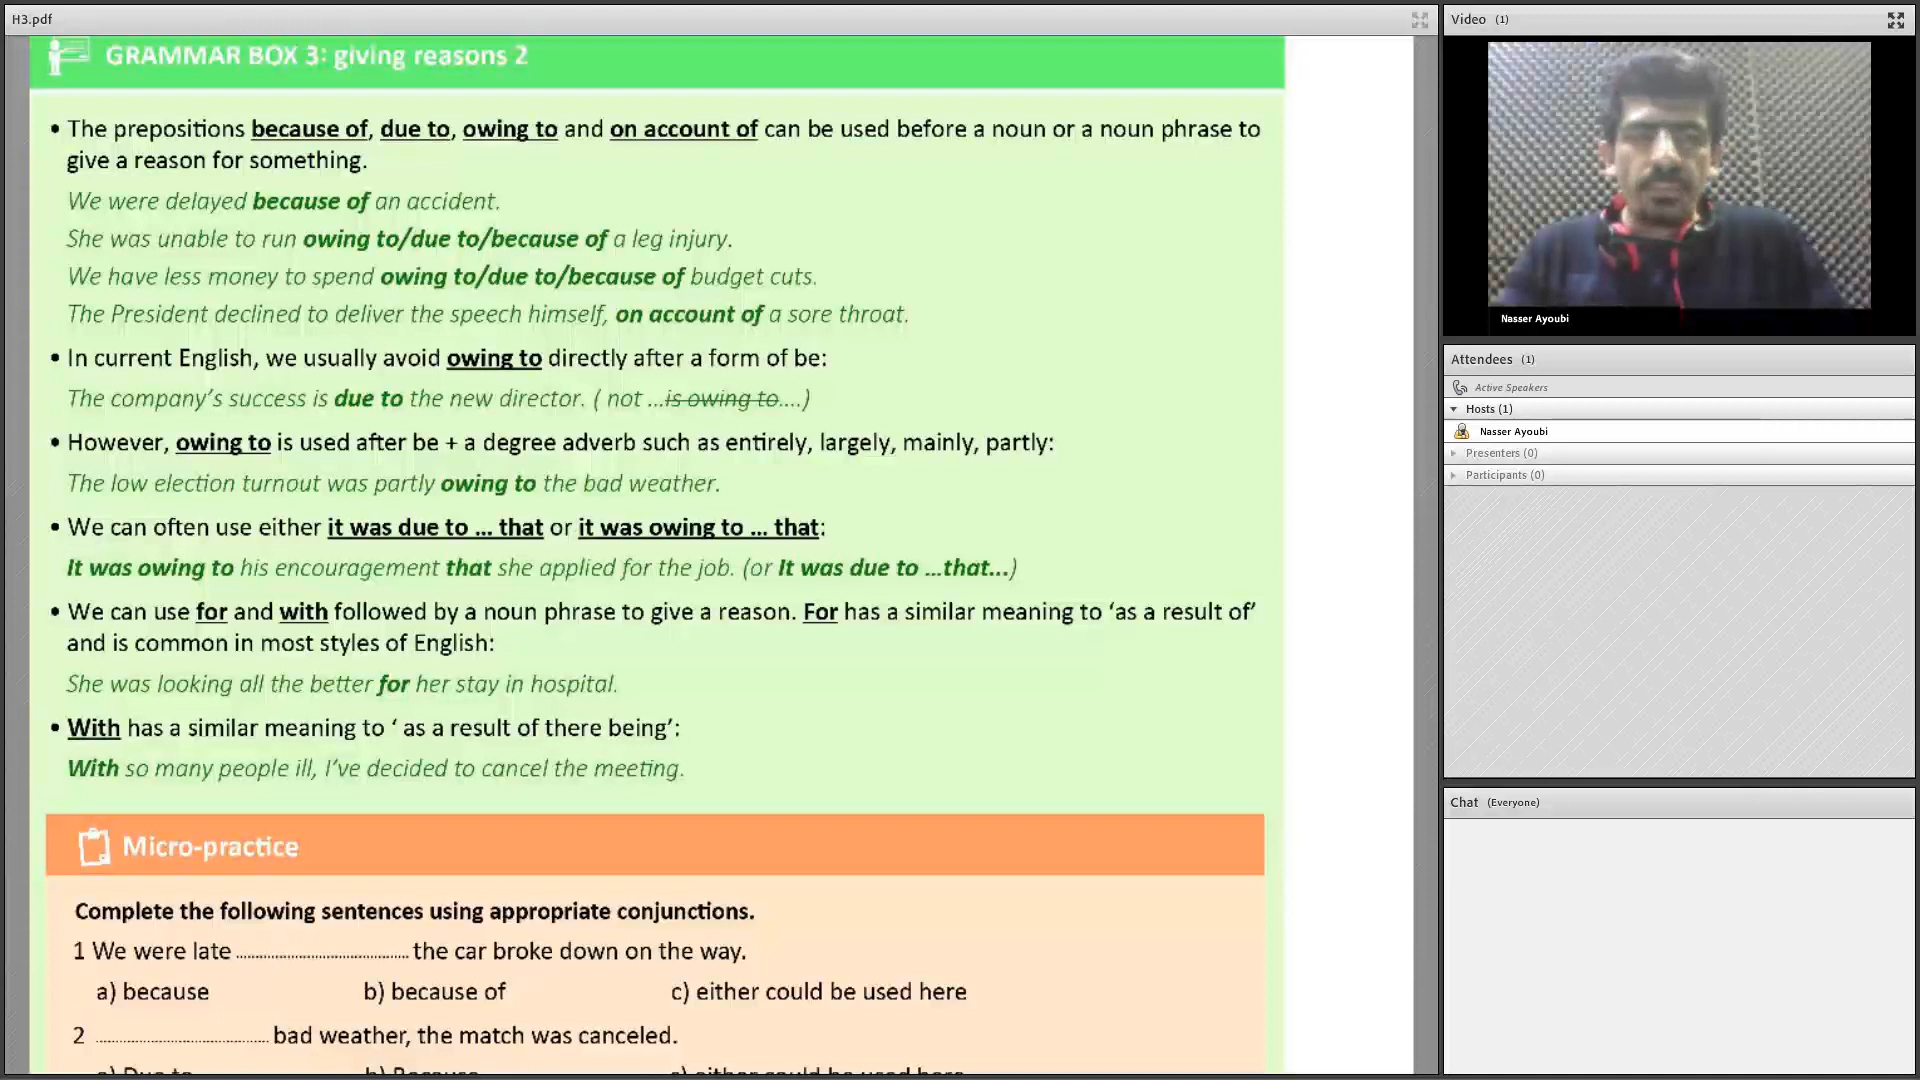 H3.pdf
GRAMMAR BOX 3: giving reasons 2
• The prepositions because of, due to, owing to and on account of can be used before a noun or a noun phrase to
give a reason for something.
We were delayed because of an accident.
She was unable to run owing to/due to/because of a leg injury.
We have less money to spend owing to/due to/because of budget cuts.
The President declined to deliver the speech himself, on account of a sore throat.
• In current English, we usually avoid owing to directly after a form of be:
The company's success is due to the new director. ( not ...is owing to....)
• However, owing to is used after be + a degree adverb such as entirely, largely, mainly, partly:
The low election turnout was partly owing to the bad weather.
• We can often use either it was due to ... that or it was owing to ... that:
It was owing to his encouragement that she applied for the job. (or It was due to ...that...)
• We can use for and with followed by a noun phrase to give a reason. For has a similar meaning to 'as a result of'
and is common in most styles of English:
She was looking all the better for her stay in hospital.
• With has a similar meaning to ‘ as a result of there being’:
With so many people ill, I've decided to cancel the meeting.
Micro-practice
Complete the following sentences using appropriate conjunctions.
1 We were late ........................................ the car broke down on the way.
a) because b) because of c) either could be used here
2 ........................................ bad weather, the match was canceled.
a) Due to b) Because c) either could be used here
Video (1)
Nasser Ayoubi
Attendees (1)
Active Speakers
Hosts (1)
Nasser Ayoubi
Presenters (0)
Participants (0)
Chat (Everyone)